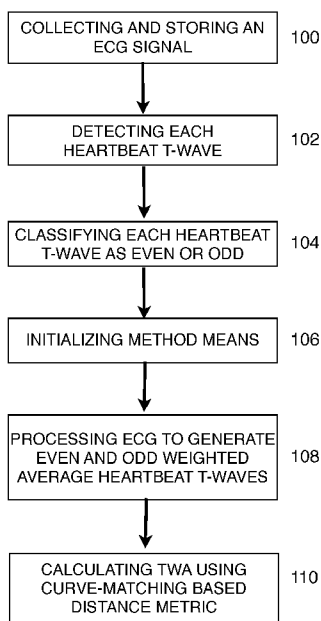 COLLECTING AND STORING AN
ECG SIGNAL
100
DETECTING EACH
HEARTBEAT T-WAVE
102
CLASSIFYING EACH HEARTBEAT
T-WAVE AS EVEN OR ODD
104
INITIALIZING METHOD MEANS
106
PROCESSING ECG TO GENERATE
EVEN AND ODD WEIGHTED
AVERAGE HEARTBEAT T-WAVES
108
CALCULATING TWA USING
CURVE-MATCHING BASED
DISTANCE METRIC
110